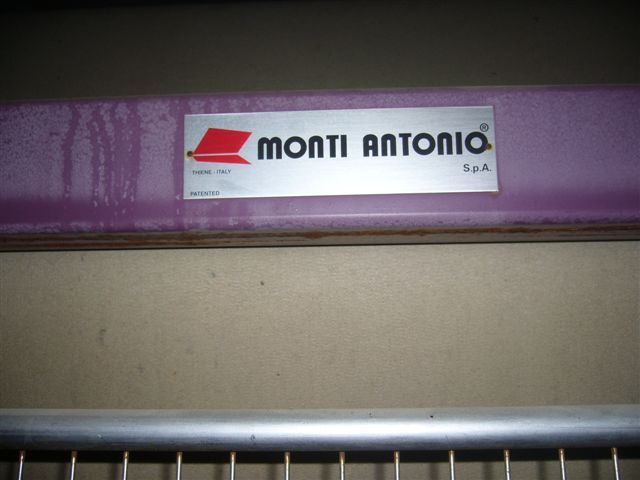 MONTI ANTONIO®
S.p.A.
THIENE - ITALY
PATENTED